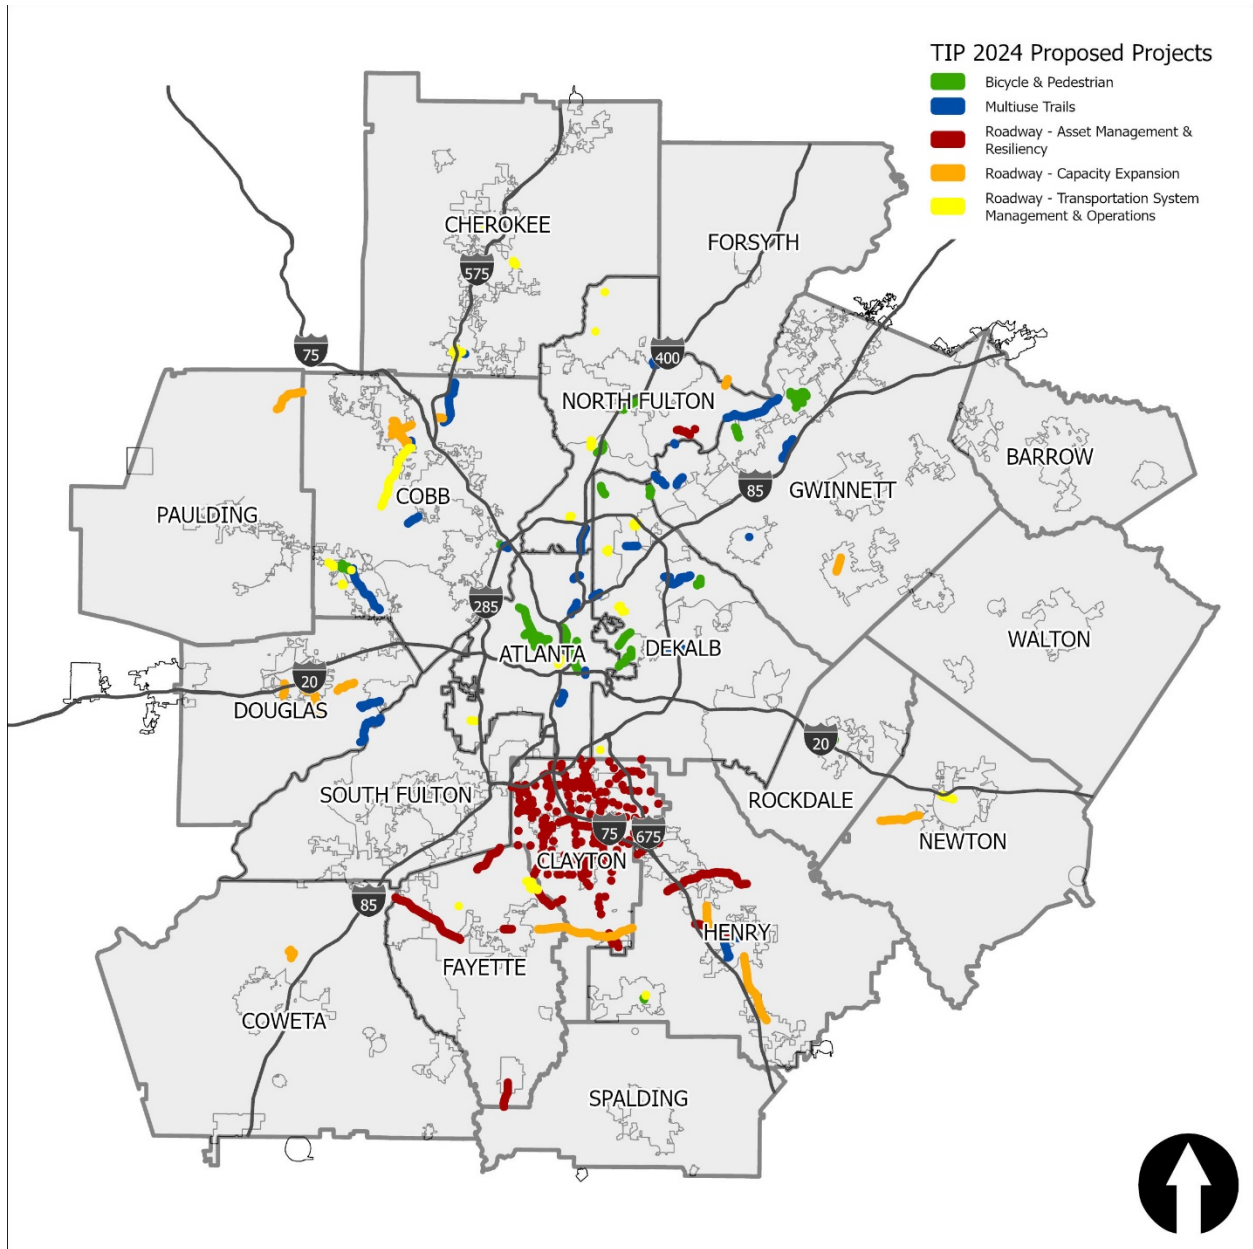 TIP 2024 Proposed Projects
Bicycle & Pedestrian
Multiuse Trails
Roadway - Asset Management &
Resiliency
Roadway - Capacity Expansion
Roadway - Transportation System
Management & Operations
CHEROKEE
FORSYTH
575
75
400
NORTH FULTON
BARROW
85
GWINNETT
COBB
PAULDING
285
WALTON
ATLANTA
DEKALB
20
DOUGLAS
20
SOUTH FULTON
ROCKDALE
75
675
NEWTON
CLAYTON
85
HENRY
FAYETTE
COWETA
SPALDING